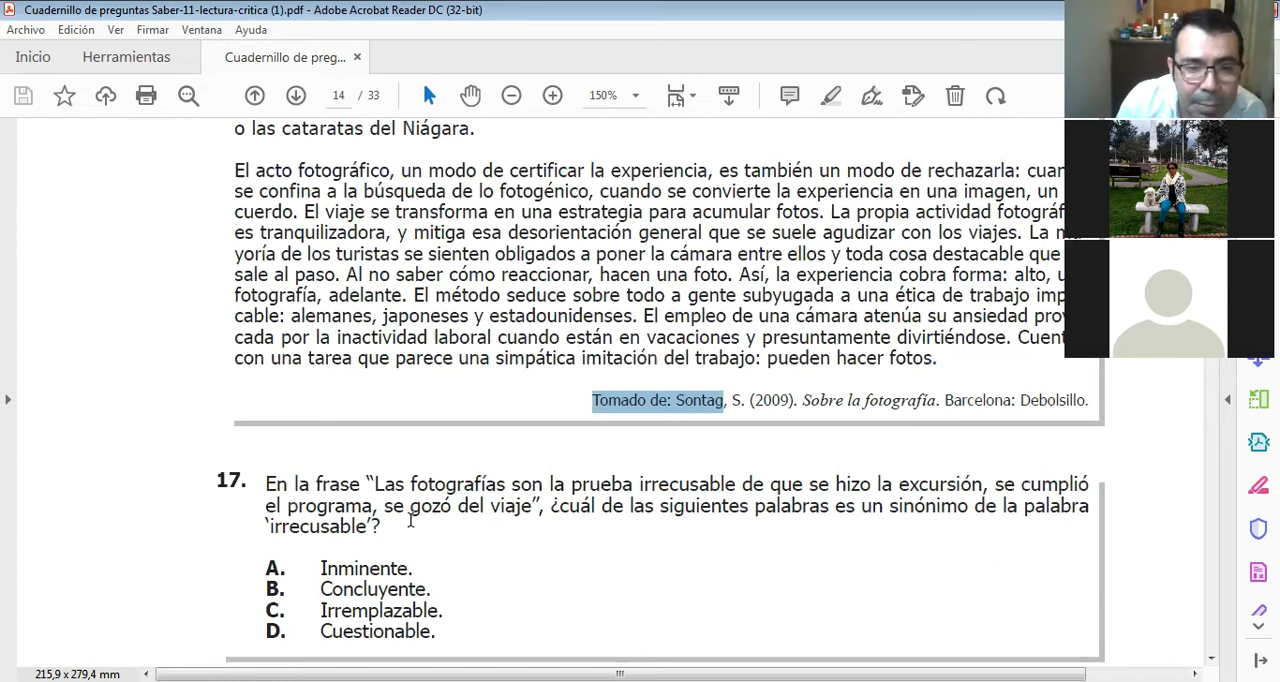 Cuadernillo de preguntas Saber-11-lectura-critica (1).pdf - Adobe Acrobat Reader DC (32-bit)
Archivo Edición Ver Firmar Ventana Ayuda
Inicio Herramientas Cuadernillo de preg... ×
14 / 33 150%
o las cataratas del Niágara.
El acto fotográfico, un modo de certificar la experiencia, es también un modo de rechazarla: cuan
se confina a la búsqueda de lo fotogénico, cuando se convierte la experiencia en una imagen, un
cuerdo. El viaje se transforma en una estrategia para acumular fotos. La propia actividad fotográf
es tranquilizadora, y mitiga esa desorientación general que se suele agudizar con los viajes. La m
yoría de los turistas se sienten obligados a poner la cámara entre ellos y toda cosa destacable que
sale al paso. Al no saber cómo reaccionar, hacen una foto. Así, la experiencia cobra forma: alto, u
fotografía, adelante. El método seduce sobre todo a gente subyugada a una ética de trabajo imp
cable: alemanes, japoneses y estadounidenses. El empleo de una cámara atenúa su ansiedad prov
cada por la inactividad laboral cuando están en vacaciones y presuntamente divirtiéndose. Cuent
con una tarea que parece una simpática imitación del trabajo: pueden hacer fotos.
Tomado de: Sontag, S. (2009). Sobre la fotografía. Barcelona: Debolsillo.
17. En la frase “Las fotografías son la prueba irrecusable de que se hizo la excursión, se cumplió
el programa, se gozó del viaje”, ¿cuál de las siguientes palabras es un sinónimo de la palabra
‘irrecusable’?
A. Inminente.
B. Concluyente.
C. Irremplazable.
D. Cuestionable.
215,9 x 279,4 mm